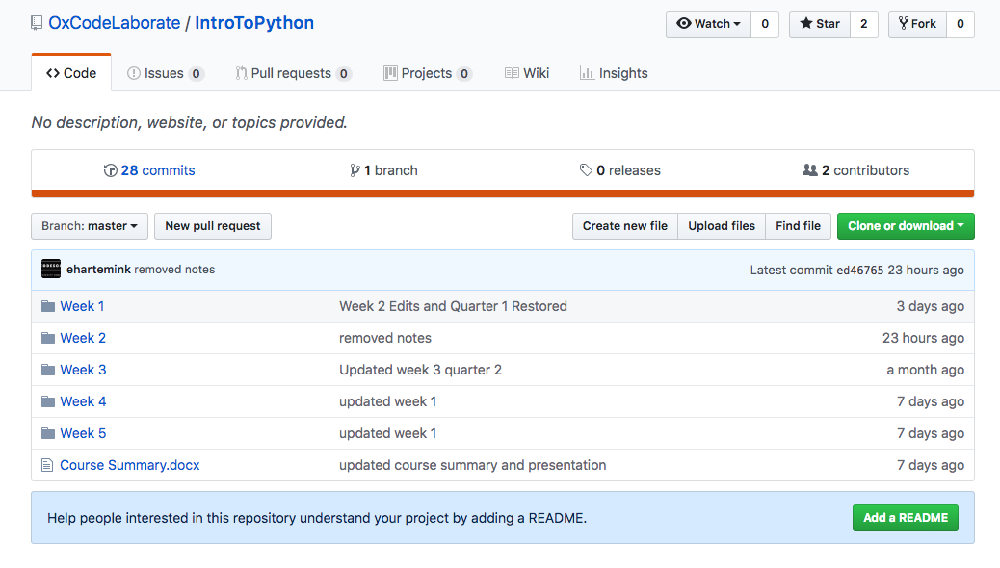 OxCodeLaborate / IntroToPython
Watch 0 Star 2 Fork 0
Code Issues 0 Pull requests 0 Projects 0 Wiki Insights
No description, website, or topics provided.
28 commits 1 branch 0 releases 2 contributors
Branch: master New pull request Create new file Upload files Find file Clone or download
ehartemink removed notes Latest commit ed46765 23 hours ago
Week 1 Week 2 Edits and Quarter 1 Restored 3 days ago
Week 2 removed notes 23 hours ago
Week 3 Updated week 3 quarter 2 a month ago
Week 4 updated week 1 7 days ago
Week 5 updated week 1 7 days ago
Course Summary.docx updated course summary and presentation 7 days ago
Help people interested in this repository understand your project by adding a README. Add a README